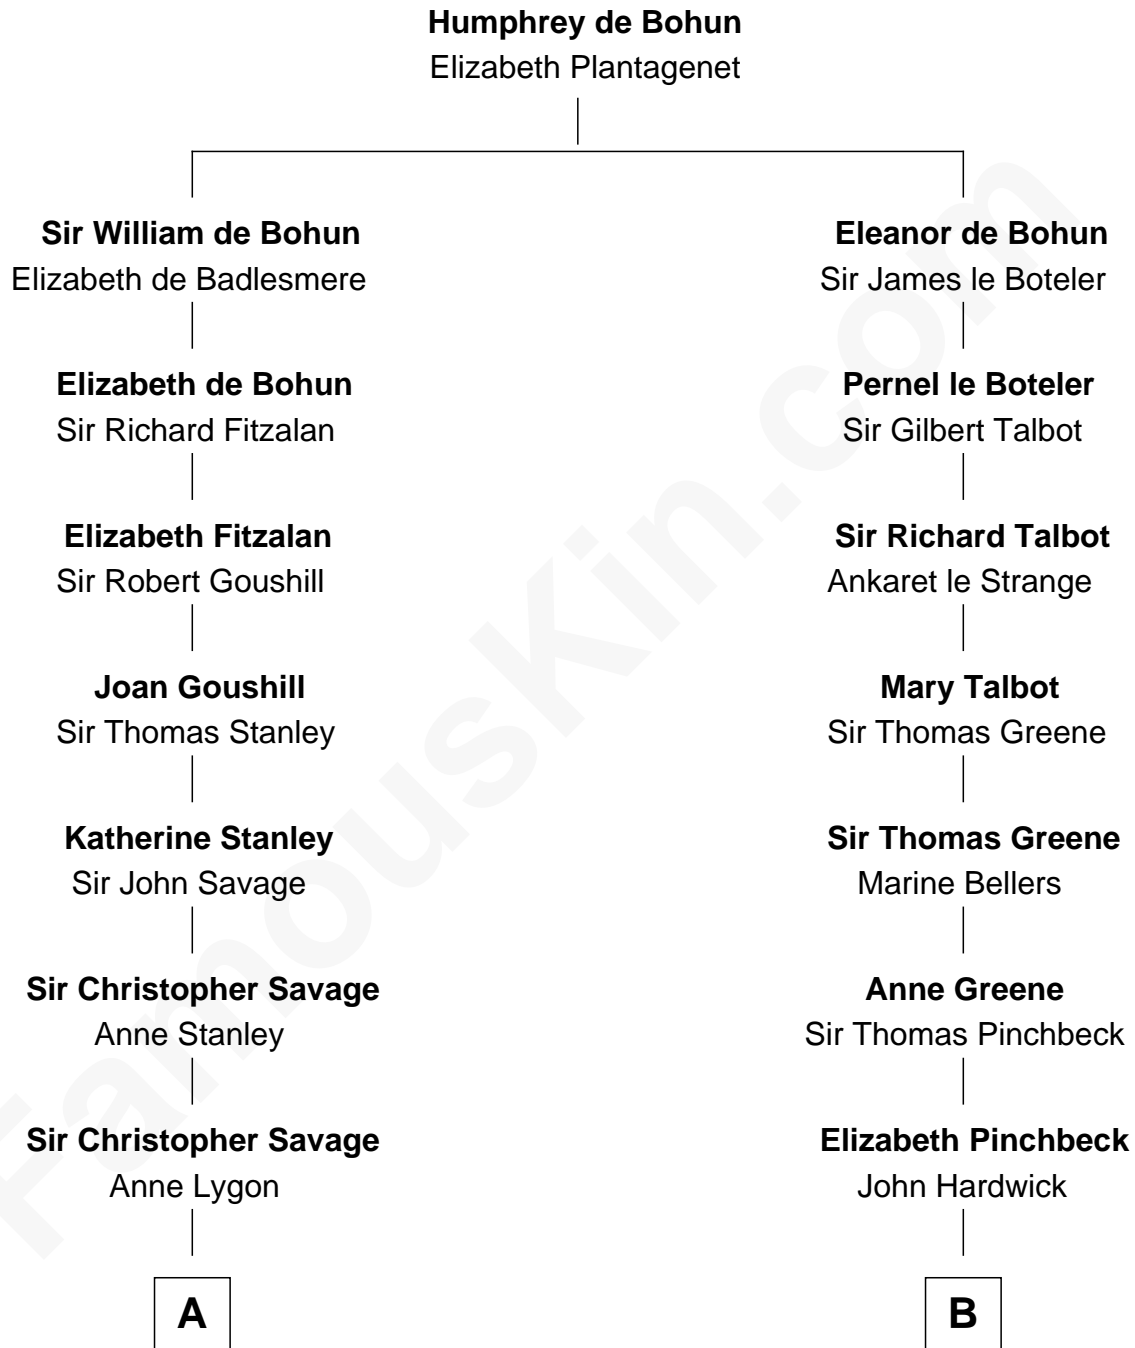 Humphrey de Bohun
Elizabeth Plantagenet
Sir William de Bohun
Elizabeth de Badlesmere
Eleanor de Bohun
Sir James le Boteler
Elizabeth de Bohun
Sir Richard Fitzalan
Pernel le Boteler
Sir Gilbert Talbot
Elizabeth Fitzalan
Sir Robert Goushill
Sir Richard Talbot
Ankaret le Strange
Joan Goushill
Sir Thomas Stanley
Mary Talbot
Sir Thomas Greene
Katherine Stanley
Sir John Savage
Sir Thomas Greene
Marine Bellers
Sir Christopher Savage
Anne Stanley
Anne Greene
Sir Thomas Pinchbeck
Sir Christopher Savage
Anne Lygon
Elizabeth Pinchbeck
John Hardwick
A
B
FamousKin.com